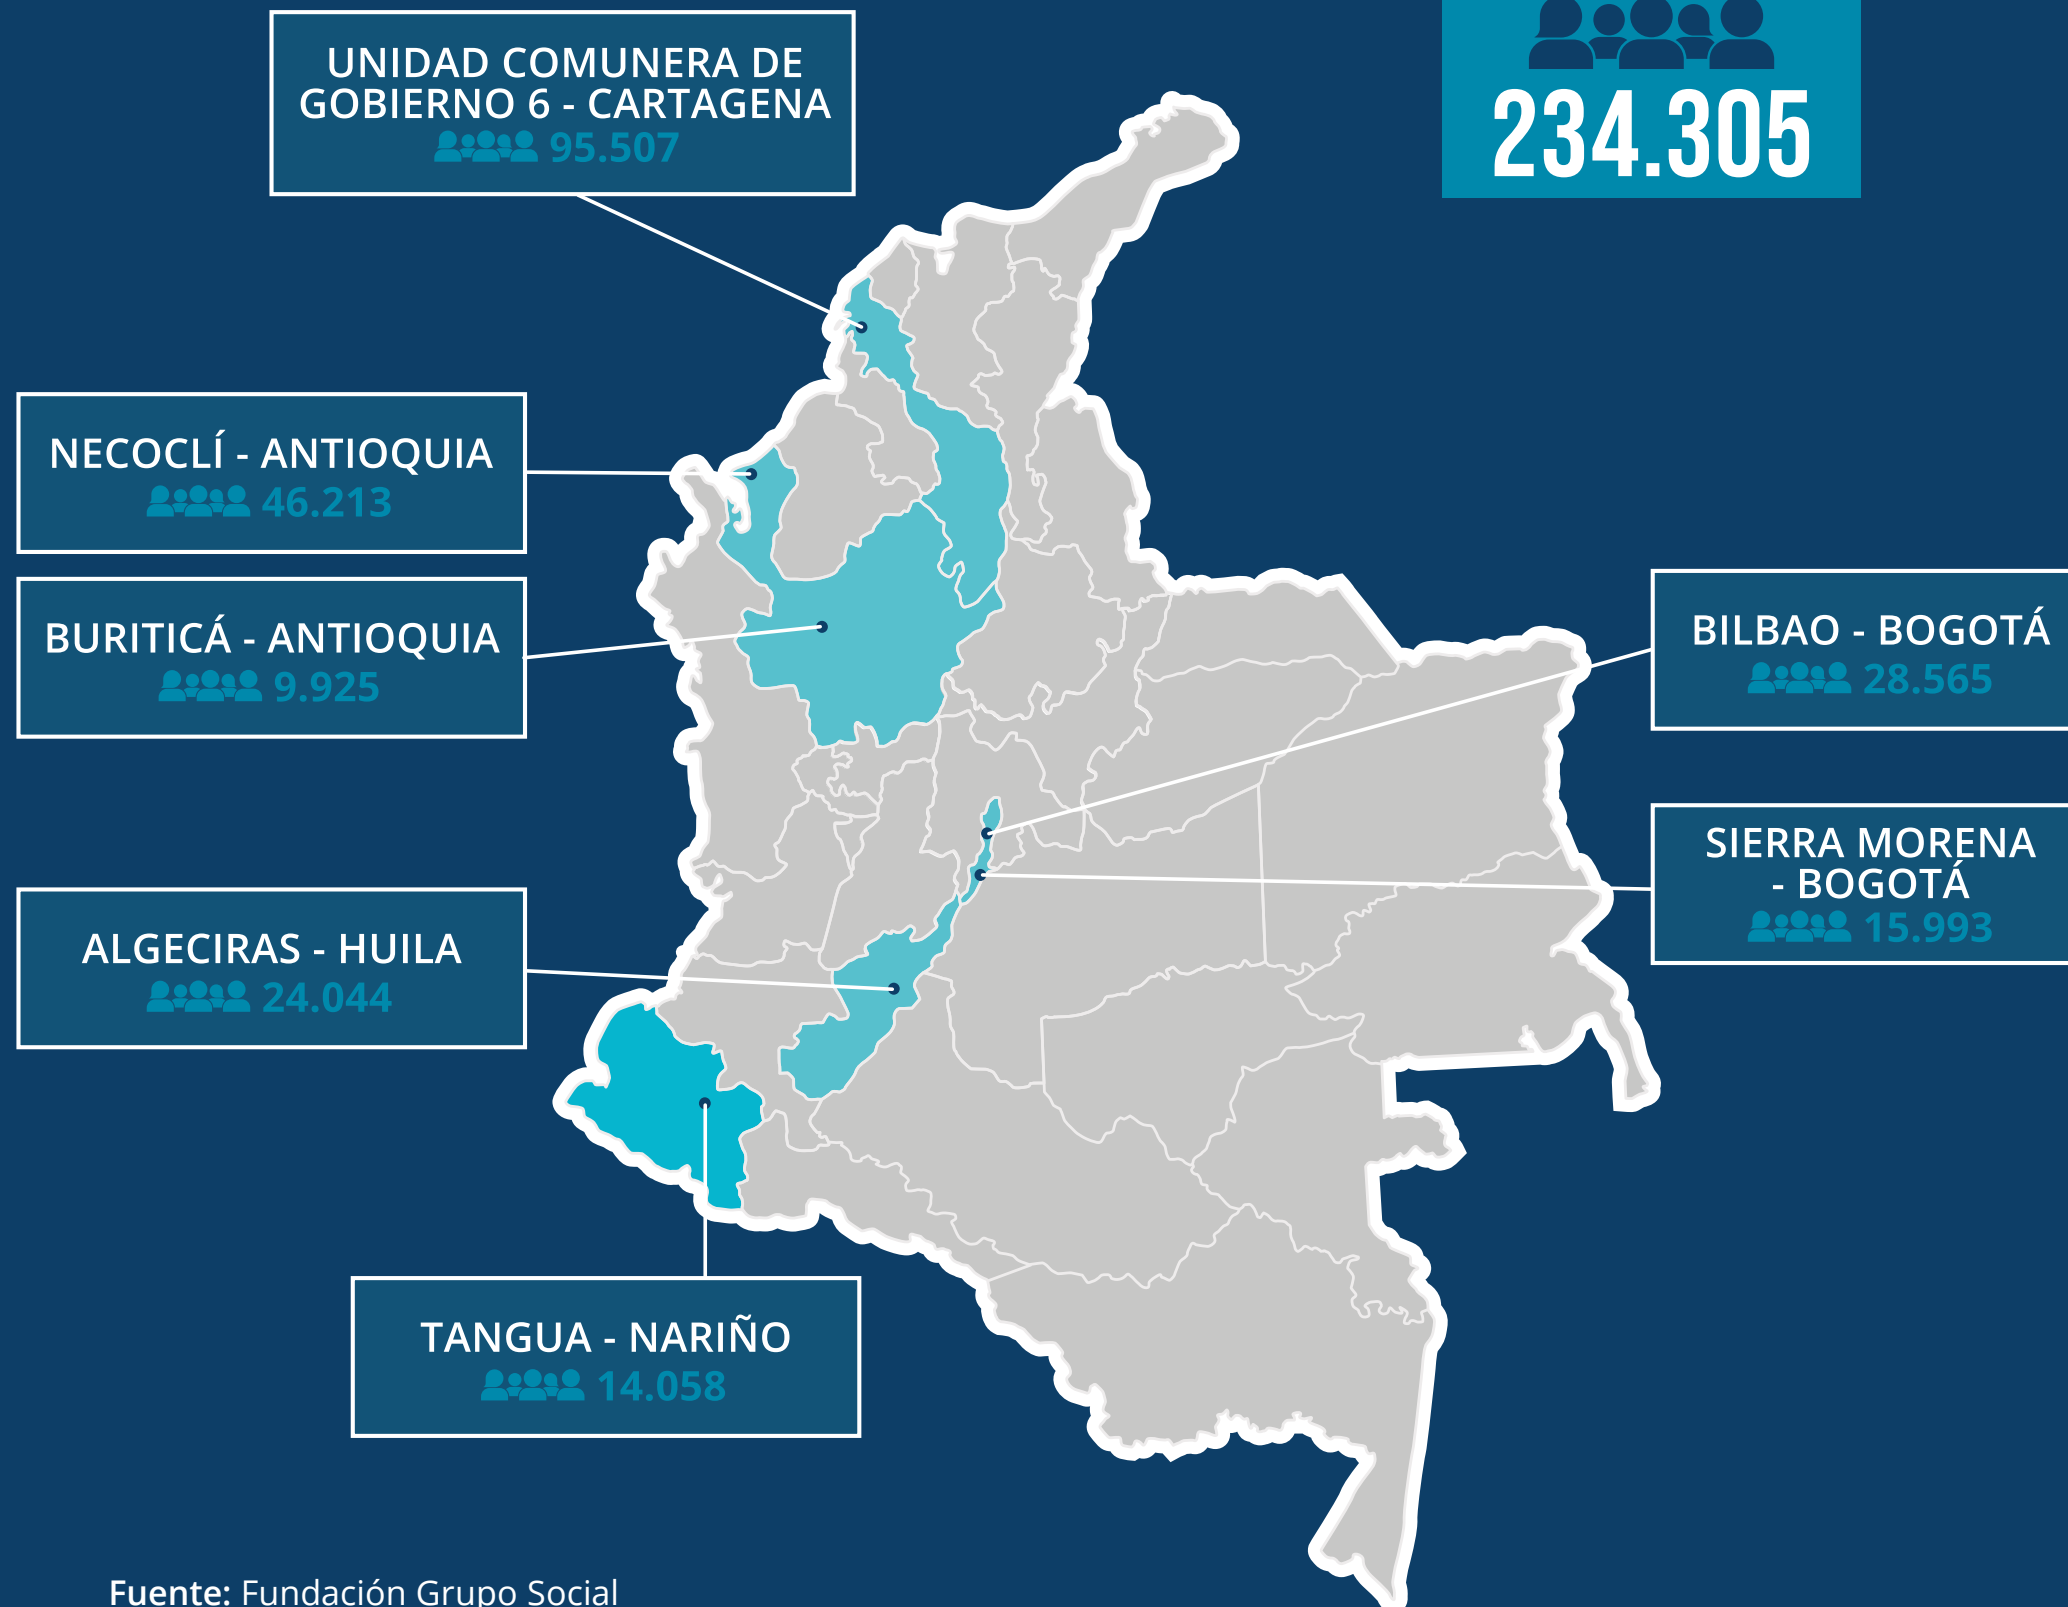 234.305
UNIDAD COMUNERA DE
GOBIERNO 6 - CARTAGENA
95.507
NECOCLÍ - ANTIOQUIA
46.213
BURITICÁ - ANTIOQUIA
9.925
BILBAO - BOGOTÁ
28.565
SIERRA MORENA
- BOGOTÁ
15.993
ALGECIRAS - HUILA
24.044
TANGUA - NARIÑO
14.058
Fuente: Fundación Grupo Social